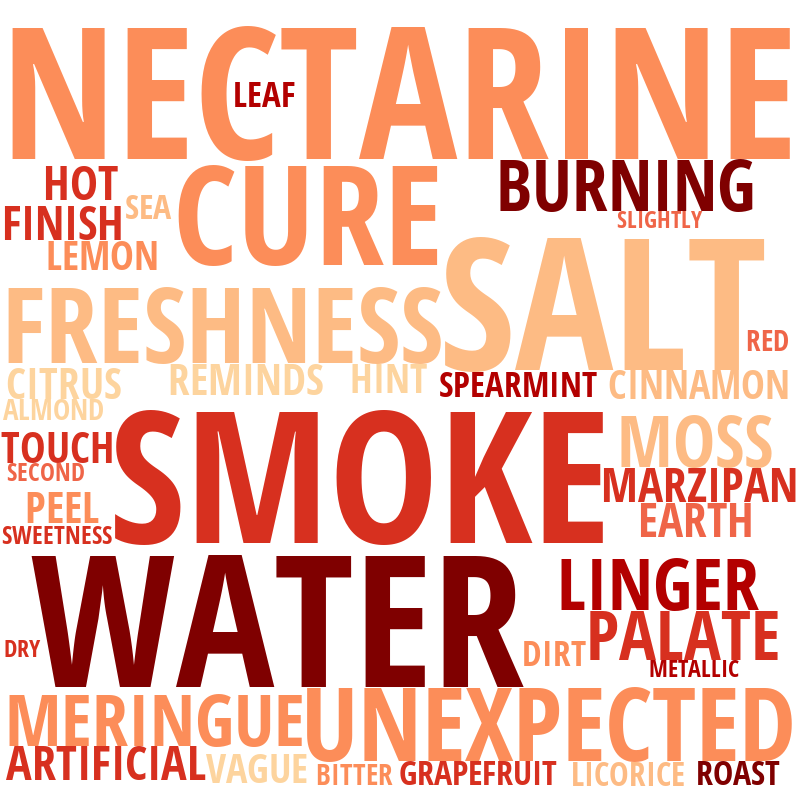 NECTARINE
LEAF
HOT
CURE
BURNING
FINISH
SEA
SLIGHTLY
LEMON
SALT
FRESHNESS
RED
CITRUS
REMINDS
HINT
SPEARMINT
CINNAMON
ALMOND
SMOKE
TOUCH
MOSS
SECOND
MARZIPAN
PEEL
EARTH
SWEETNESS
WATER
LINGER
DRY
DIRT
PALATE
METALLIC
MERINGUE
UNEXPECTED
ARTIFICIAL
VAGUE
BITTER
GRAPEFRUIT
LICORICE
ROAST